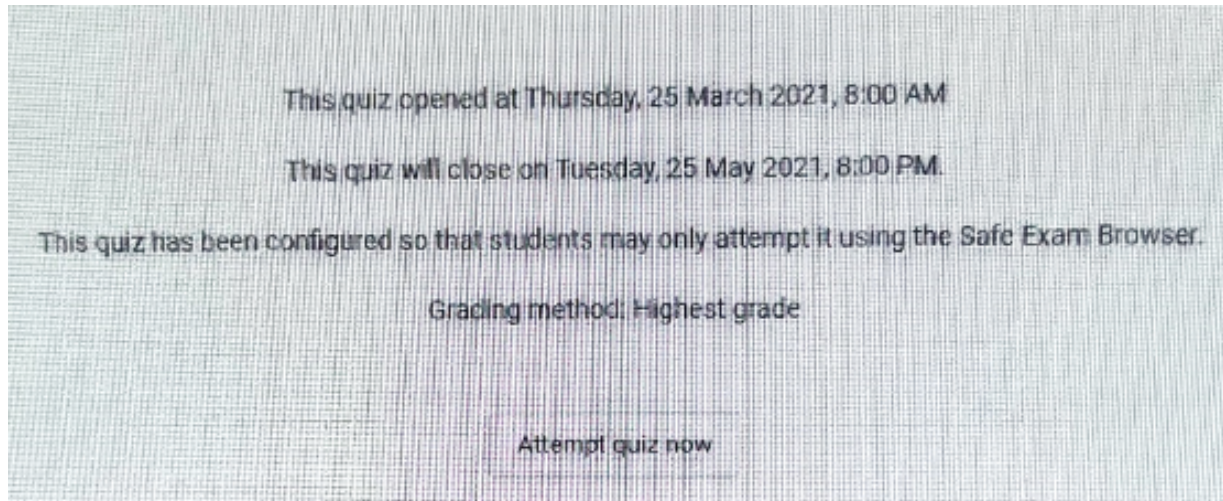 This quiz opened at Thursday, 25 March 2021, 8:00 AM
This quiz will close on Tuesday, 25 May 2021, 8:00 PM.
This quiz has been configured so that students may only attempt it using the Safe Exam Browser.
Grading method: Highest grade
Attempt quiz now